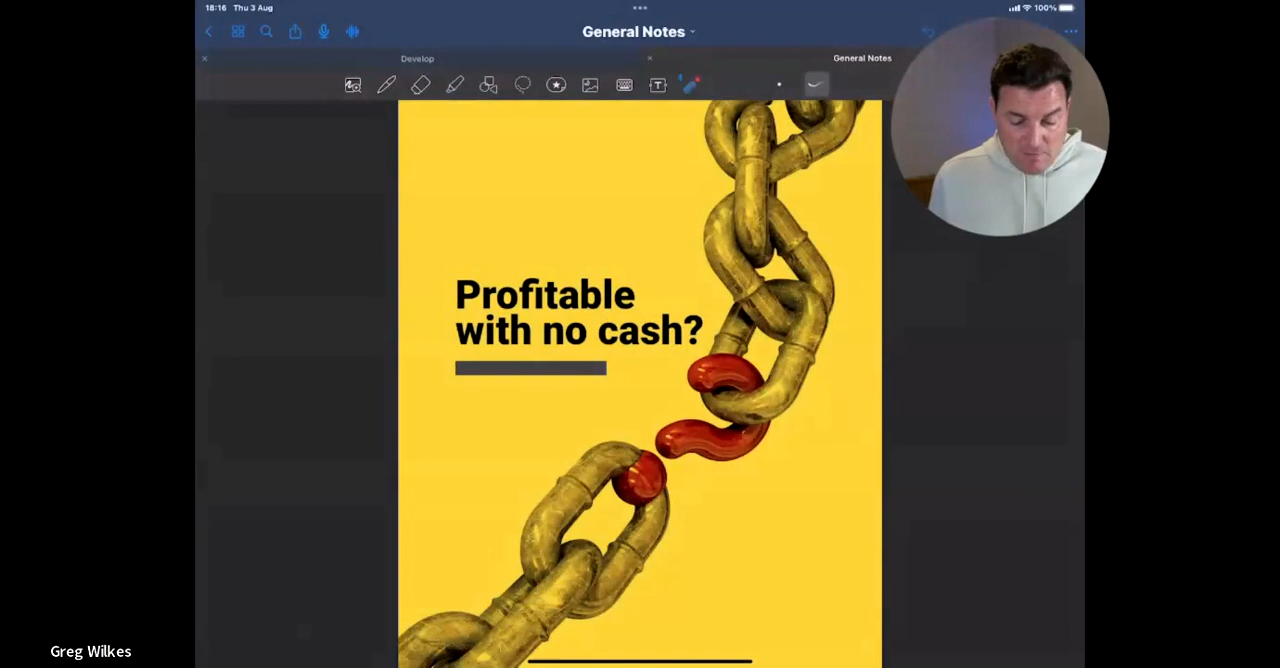 18:16 Thu 3 Aug
100%
General Notes
Develop
General Notes
T
Profitable
with no cash?
Greg Wilkes